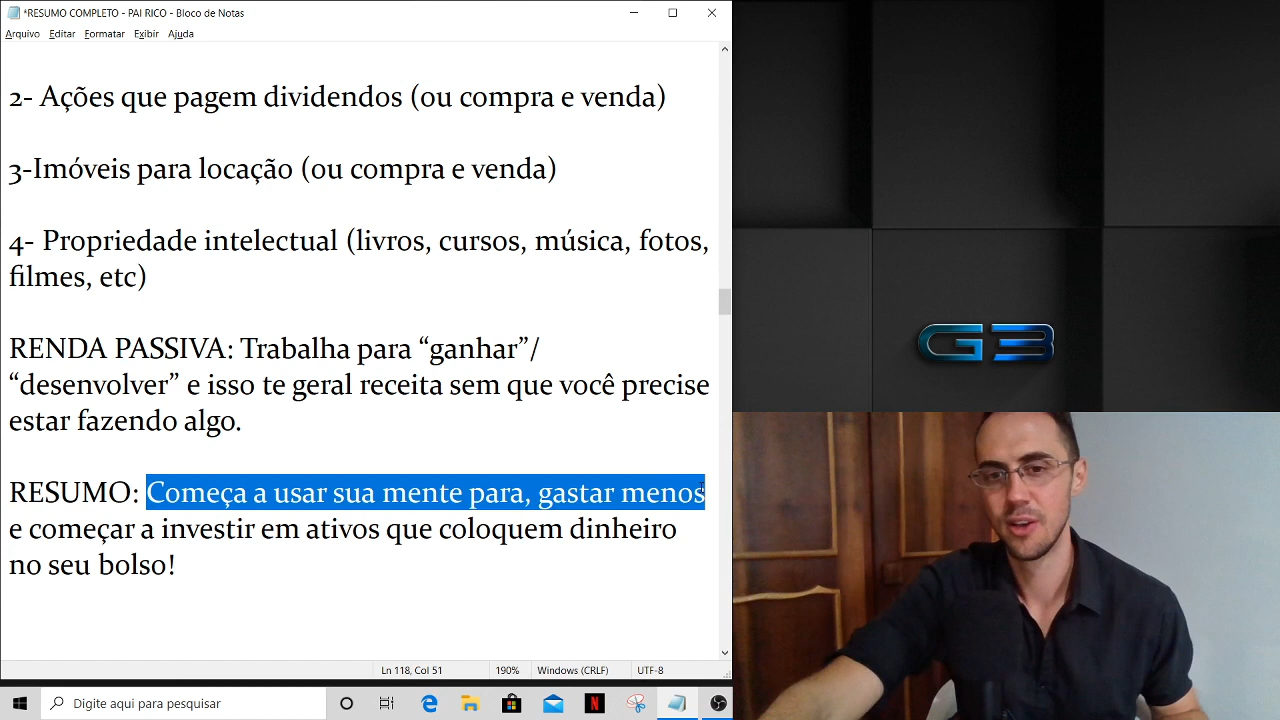 *RESUMO COMPLETO - PAI RICO - Bloco de Notas
Arquivo Editar Formatar Exibir Ajuda
2- Ações que pagem dividendos (ou compra e venda)
3-Imóveis para locação (ou compra e venda)
4- Propriedade intelectual (livros, cursos, música, fotos,
filmes, etc)
RENDA PASSIVA: Trabalha para “ganhar”/
“desenvolver” e isso te geral receita sem que você precise
estar fazendo algo.
RESUMO: Começa a usar sua mente para, gastar menos
e começar a investir em ativos que coloquem dinheiro
no seu bolso!
Ln 118, Col 51 190% Windows (CRLF) UTF-8
Digite aqui para pesquisar
G3